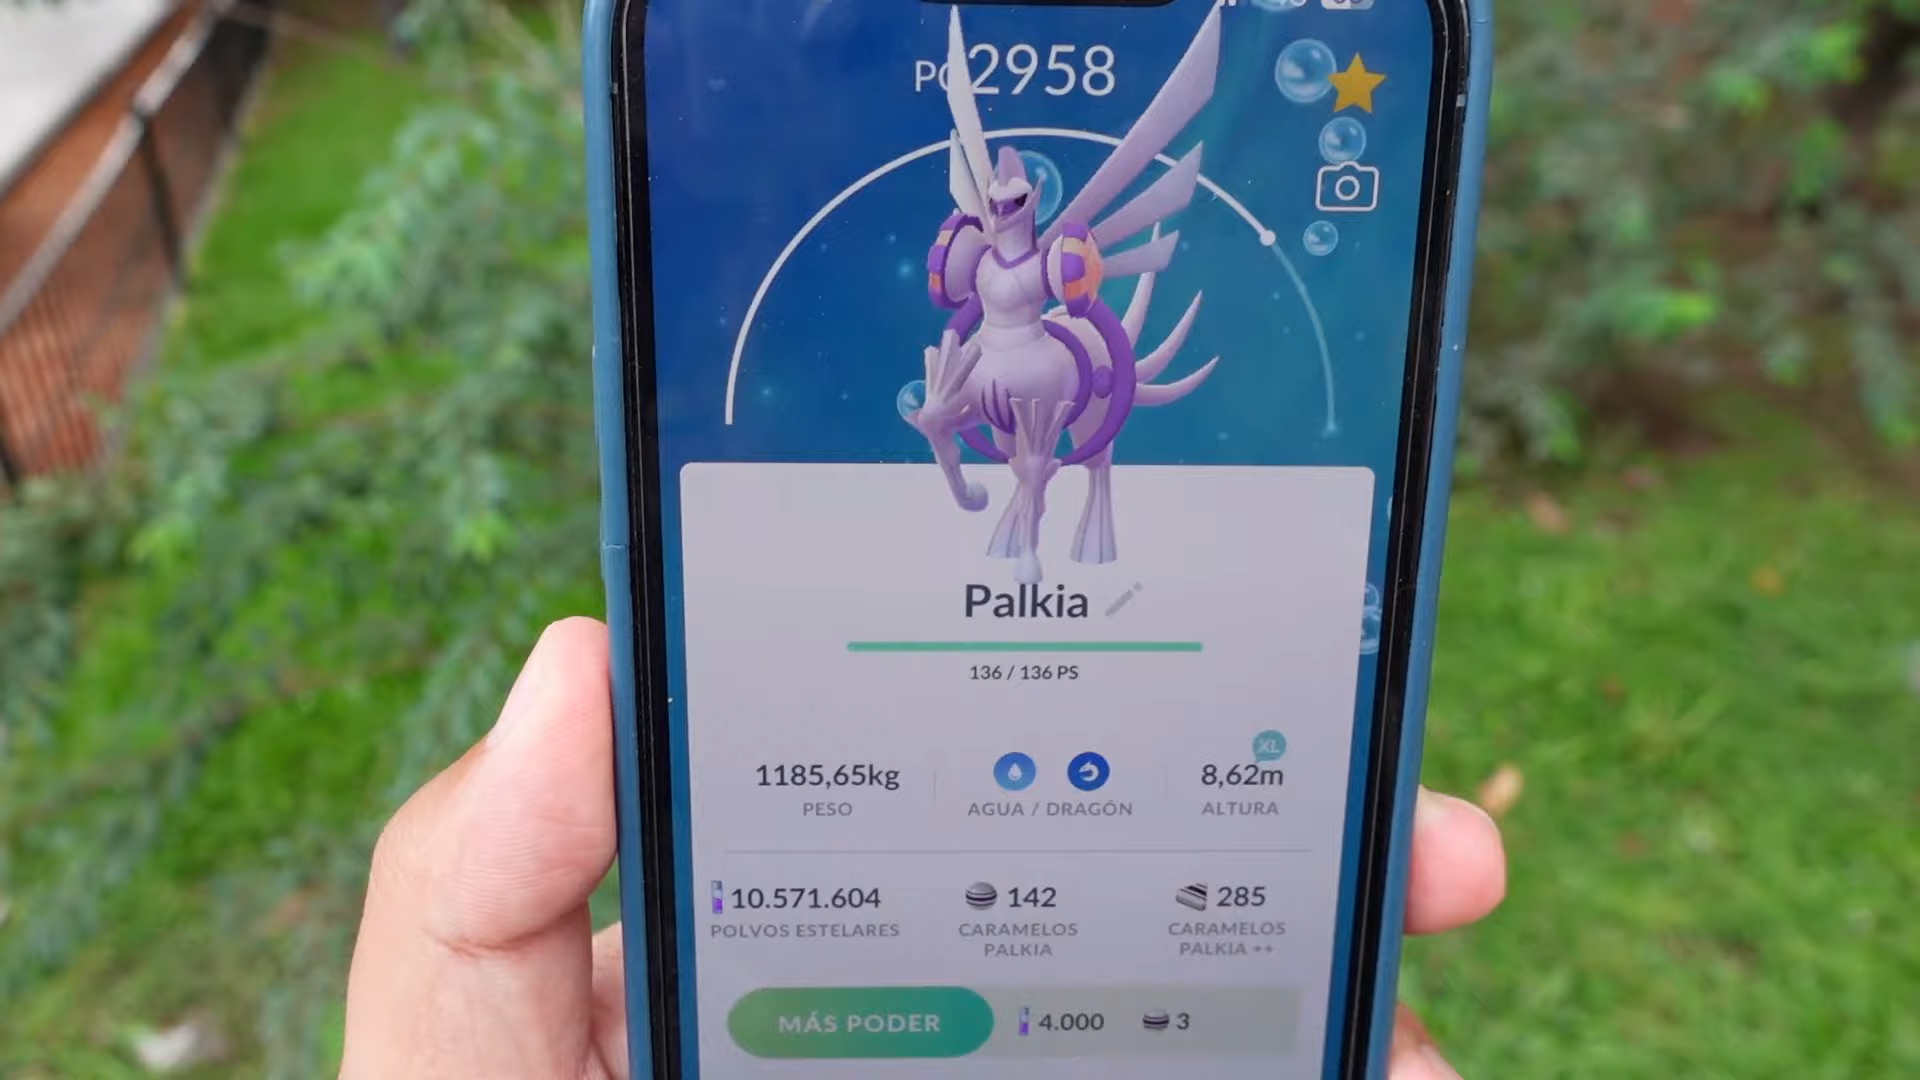 PC2958
Palkia
136 / 136 PS
XL
1185,65kg
8,62m
PESO
AGUA / DRAGÓN
ALTURA
10.571.604
142
285
POLVOS ESTELARES
CARAMELOS
PALKIA
CARAMELOS
PALKIA ++
MÁS PODER
4.000
3